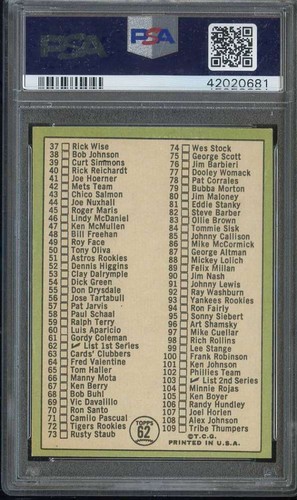 PSA
PSA
PSA
42020681
37 Rick Wise
38 Bob Johnson
39 Curt Simmons
40 Rick Reichardt
41 Joe Hoerner
42 Mets Team
43 Chico Salmon
44 Joe Nuxhall
45 Roger Maris
46 Lindy McDaniel
47 Ken McMullen
48 Bill Freehan
49 Roy Face
50 Tony Oliva
51 Astros Rookies
52 Dennis Higgins
53 Clay Dalrymple
54 Dick Green
55 Don Drysdale
56 Jose Tartabull
57 Pat Jarvis
58 Paul Schaal
59 Ralph Terry
60 Luis Aparicio
61 Gordy Coleman
62 List 1st Series
63 Cards' Clubbers
64 Fred Valentine
65 Tom Haller
66 Manny Mota
67 Ken Berry
68 Bob Buhl
69 Vic Davalillo
70 Ron Santo
71 Camilo Pascual
72 Tigers Rookies
73 Rusty Staub
74 Wes Stock
75 George Scott
76 Jim Barbieri
77 Dooley Womack
78 Pat Corrales
79 Bubba Morton
80 Jim Maloney
81 Eddie Stanky
82 Steve Barber
83 Ollie Brown
84 Tommie Sisk
85 Johnny Callison
86 Mike McCormick
87 George Altman
88 Mickey Lolich
89 Felix Millan
90 Jim Nash
91 Johnny Lewis
92 Ray Washburn
93 Yankees Rookies
94 Ron Fairly
95 Sonny Siebert
96 Art Shamsky
97 Mike Cuellar
98 Rich Rollins
99 Lee Stange
100 Frank Robinson
101 Ken Johnson
102 Phillies Team
103 List 2nd Series
104 Minnie Rojas
105 Ken Boyer
106 Randy Hundley
107 Joel Horlen
108 Alex Johnson
109 Tribe Thumpers
TOPPS
62
© T.C.G.
PRINTED IN U.S.A.